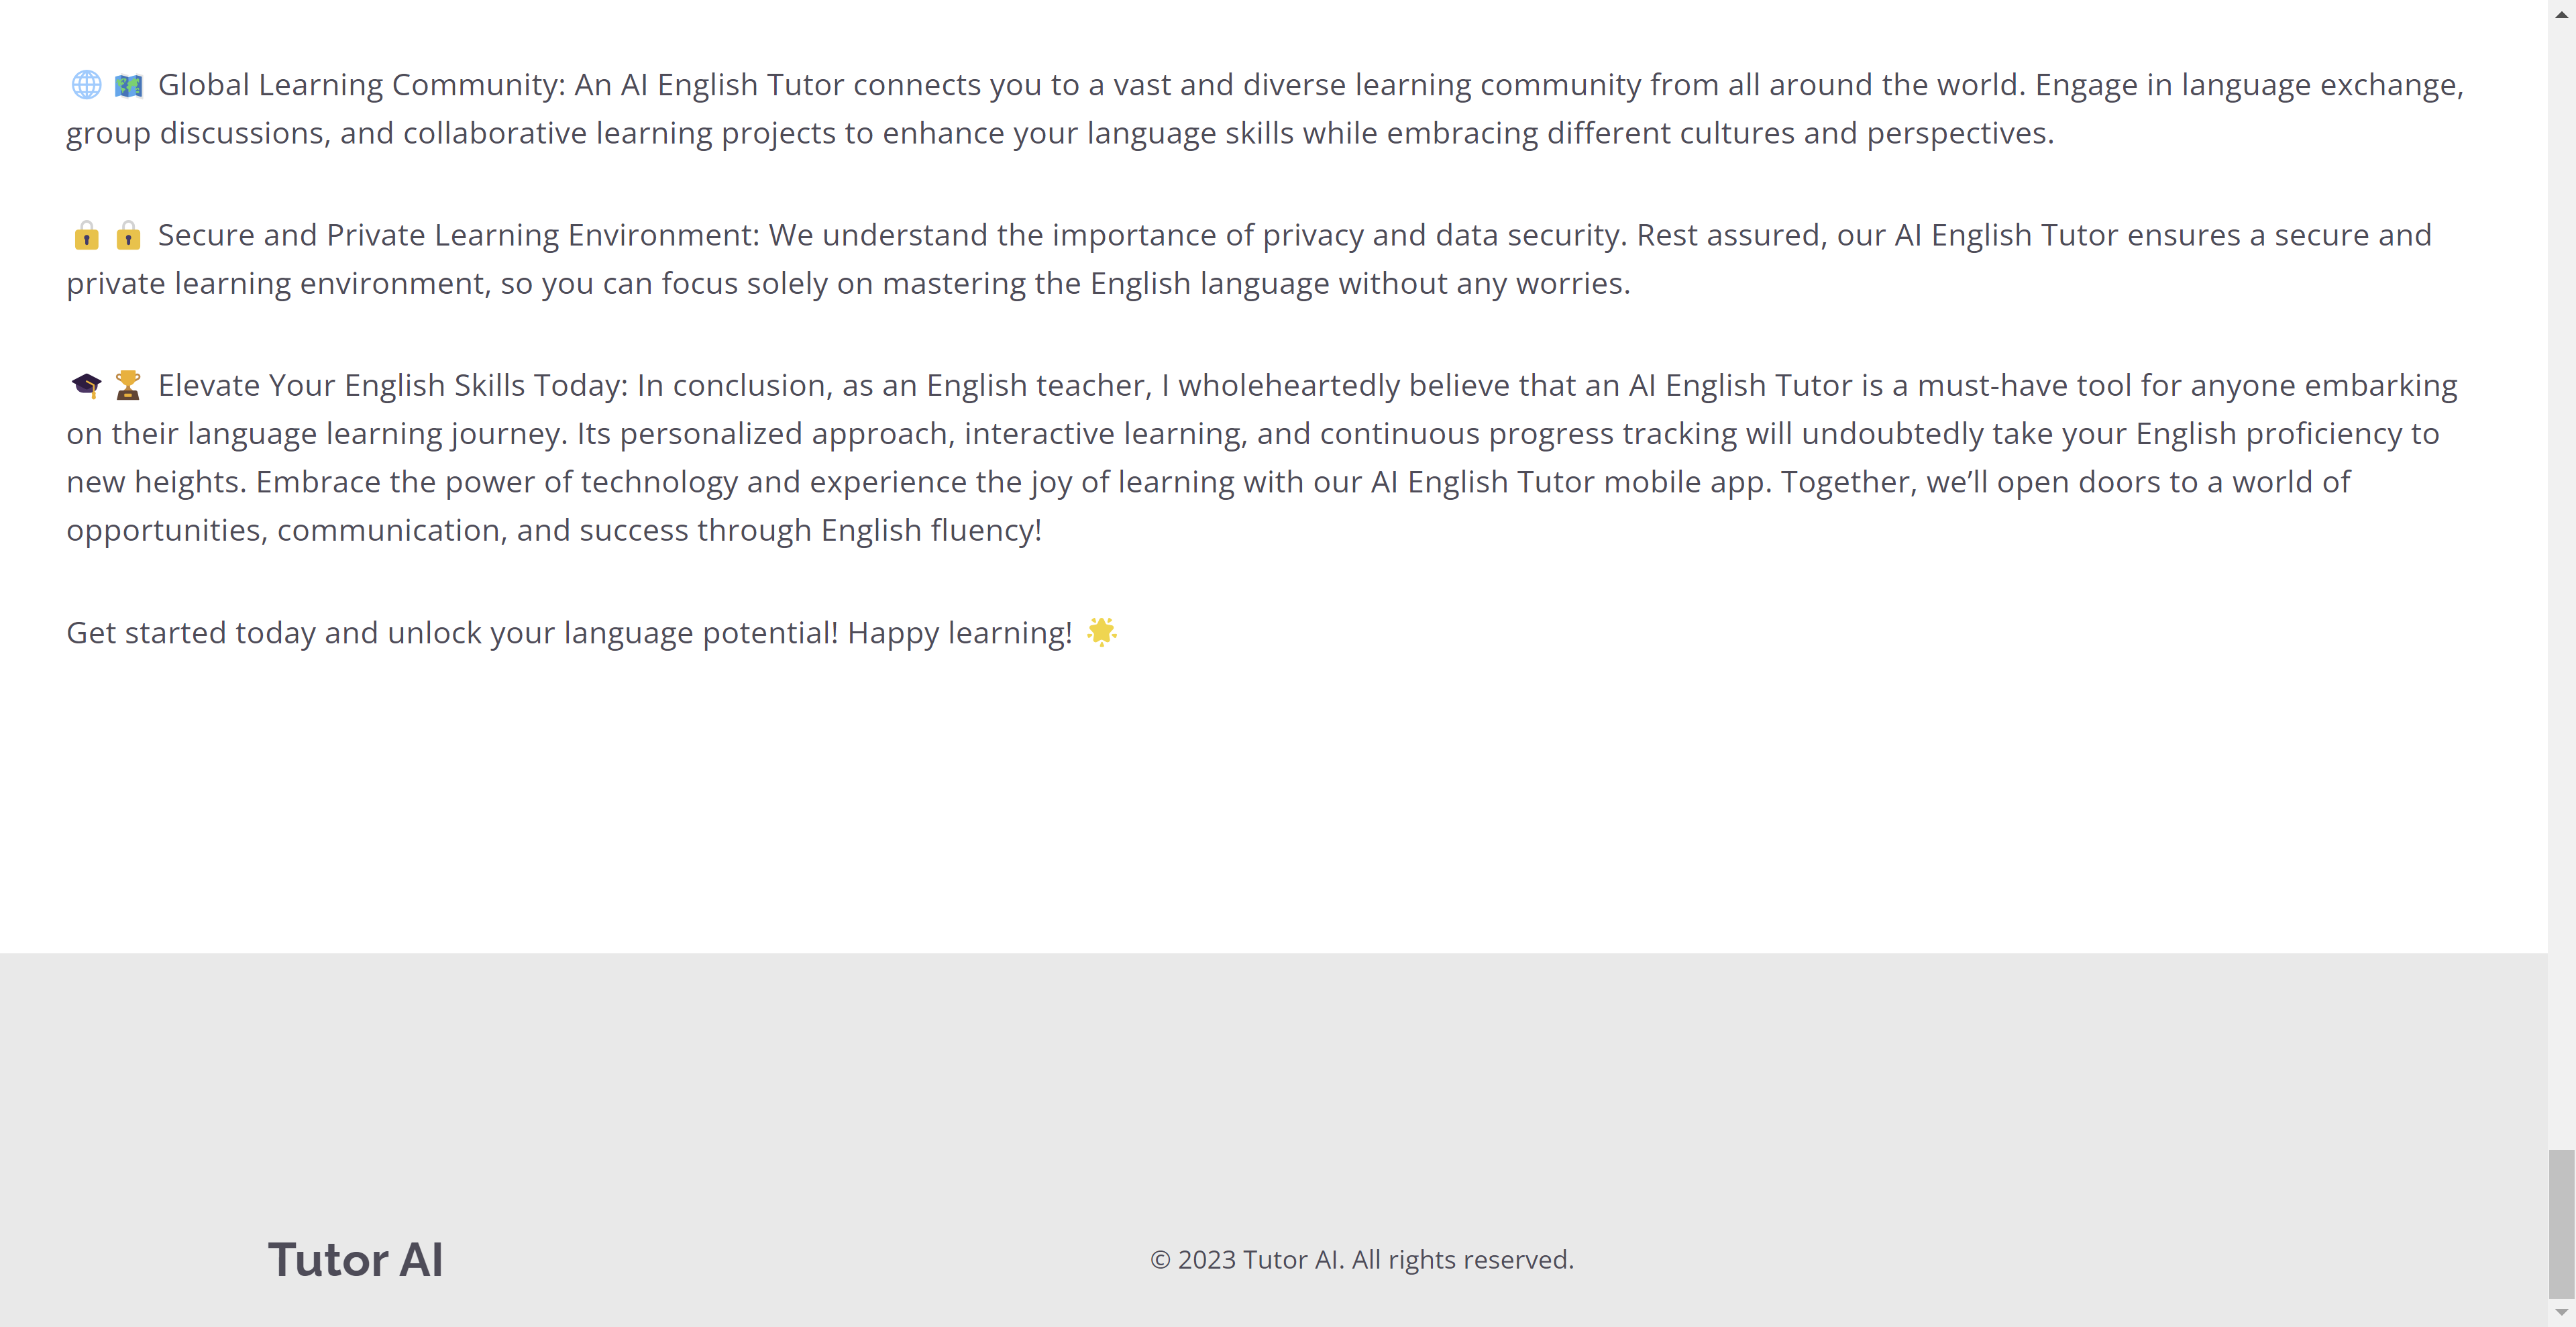 🌐🗺️ Global Learning Community: An AI English Tutor connects you to a vast and diverse learning community from all around the world. Engage in language exchange,
group discussions, and collaborative learning projects to enhance your language skills while embracing different cultures and perspectives.
🔒🔒 Secure and Private Learning Environment: We understand the importance of privacy and data security. Rest assured, our AI English Tutor ensures a secure and
private learning environment, so you can focus solely on mastering the English language without any worries.
🎓🏆 Elevate Your English Skills Today: In conclusion, as an English teacher, I wholeheartedly believe that an AI English Tutor is a must-have tool for anyone embarking
on their language learning journey. Its personalized approach, interactive learning, and continuous progress tracking will undoubtedly take your English proficiency to
new heights. Embrace the power of technology and experience the joy of learning with our AI English Tutor mobile app. Together, we’ll open doors to a world of
opportunities, communication, and success through English fluency!
Get started today and unlock your language potential! Happy learning! 🌟
Tutor AI
© 2023 Tutor AI. All rights reserved.